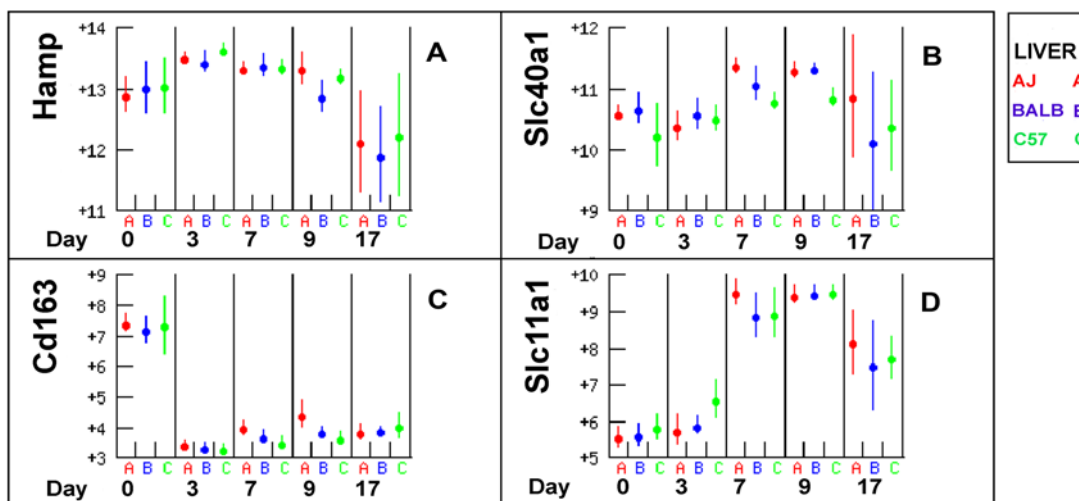 Hamp
A
+14
+13
+12
+11
A B C A B C A B C A B C A B C
Day 0 3 7 9 17
Slc40a1
B
+12
+11
+10
+9
A B C A B C A B C A B C A B C
Day 0 3 7 9 17
LIVER
AJ A
BALB
C57
Cd163
C
+9
+8
+7
+6
+5
+4
+3
A B C A B C A B C A B C A B C
Day 0 3 7 9 17
Slc11a1
D
+10
+9
+8
+7
+6
+5
A B C A B C A B C A B C A B C
Day 0 3 7 9 17